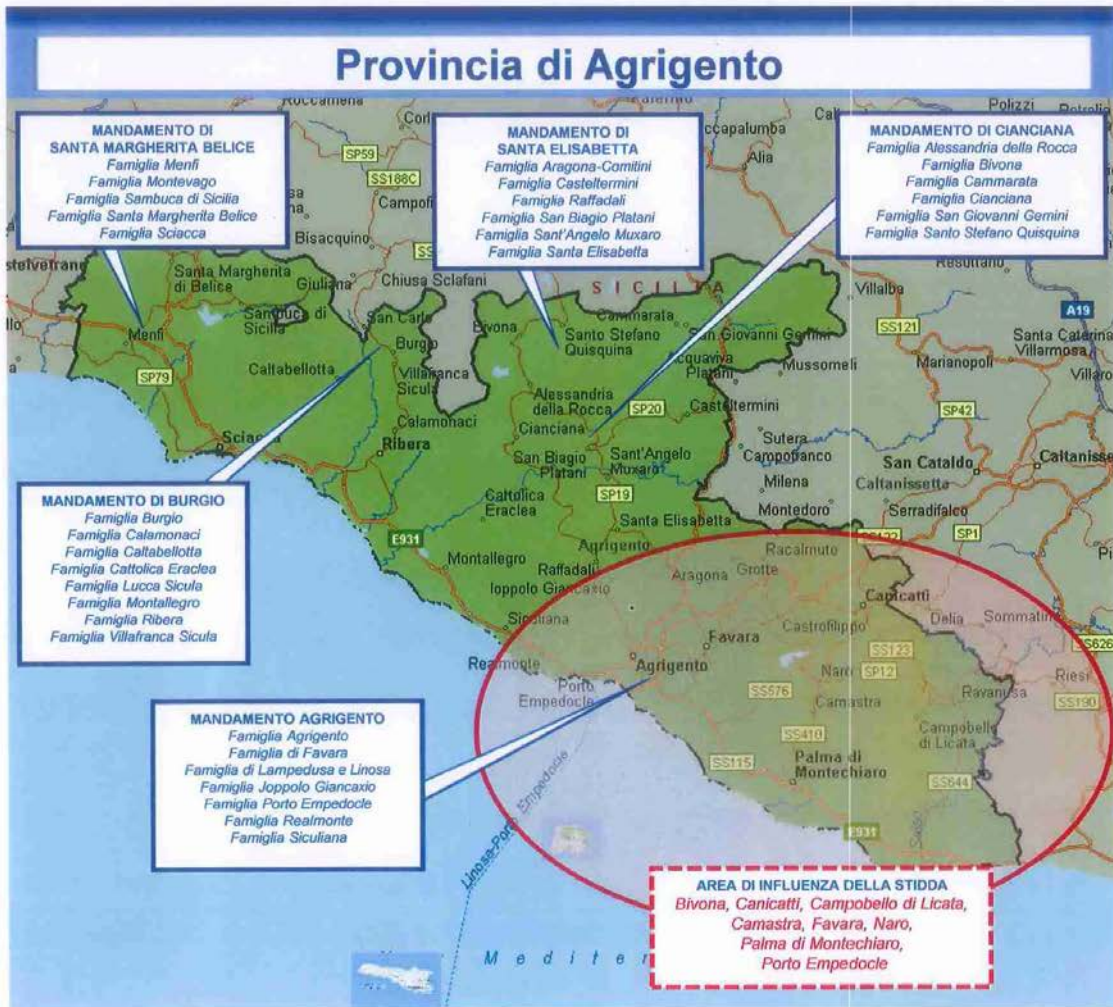 Provincia di Agrigento
MANDAMENTO DI
SANTA MARGHERITA BELICE
Famiglia Menfi
Famiglia Montevago
Famiglia Sambuca di Sicilia
Famiglia Santa Margherita Belice
Famiglia Sciacca
MANDAMENTO DI
SANTA ELISABETTA
Famiglia Aragona-Comitini
Famiglia Casteltermini
Famiglia Raffadali
Famiglia San Biagio Platani
Famiglia Sant'Angelo Muxaro
Famiglia Santa Elisabetta
MANDAMENTO DI CIANCIANA
Famiglia Alessandria della Rocca
Famiglia Bivona
Famiglia Cammarata
Famiglia Cianciana
Famiglia San Giovanni Gemini
Famiglia Santo Stefano Quisquina
Roccamena
SP59
SS188C
Bisacquino
Chiusa Sclafani
Giuliana
Alia
Polizzi
Resuttano
Villalba
SICILIA
A19
SS121
Santa Caterina
Villarmosa
Marianopoli
Mussomeli
Santa Margherita
di Belice
Sambuca di
Sicilia
San Carlo
Menfi
Burgio
Caltabellotta
Villafranca
Sicula
SP79
Calamonaci
Sciacca
Ribera
Bivona
Cammarata
Santo Stefano
Quisquina
San Giovanni Gemini
Acquaviva
Platani
Alessandria
della Rocca
SP20
Casteltermini
Cianciana
Sant'Angelo
Muxaro
San Biagio
Platani
SP19
Cattolica
Eraclea
Santa Elisabetta
E931
Montallegro
Agrigento
Raffadali
Ioppolo Giancaxio
Siculiana
SP42
Sutera
Campofranco
San Cataldo
Caltanissetta
Milena
Montedoro
Serradifalco
SP1
Racalmuto
Grotte
Aragona
Canicatti
Delia
Castrofilippo
Favara
Realmonte
Agrigento
Porto
Empedocle
Naro
SS123
SP12
SS576
Camastra
Ravanusa
Riesi
SS190
SS626
SS410
Campobello
di Licata
SS115
Palma di
Montechiaro
SS644
E931
MANDAMENTO DI BURGIO
Famiglia Burgio
Famiglia Calamonaci
Famiglia Caltabellotta
Famiglia Cattolica Eraclea
Famiglia Lucca Sicula
Famiglia Montallegro
Famiglia Ribera
Famiglia Villafranca Sicula
MANDAMENTO AGRIGENTO
Famiglia Agrigento
Famiglia di Favara
Famiglia di Lampedusa e Linosa
Famiglia Joppolo Giancaxio
Famiglia Porto Empedocle
Famiglia Realmonte
Famiglia Siculiana
AREA DI INFLUENZA DELLA STIDDA
Bivona, Canicatti, Campobello di Licata,
Camastra, Favara, Naro,
Palma di Montechiaro,
Porto Empedocle